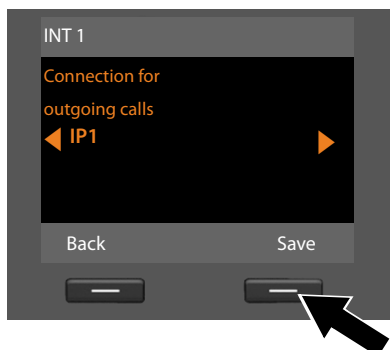 INT 1
Connection for
outgoing calls
IP1
Back Save